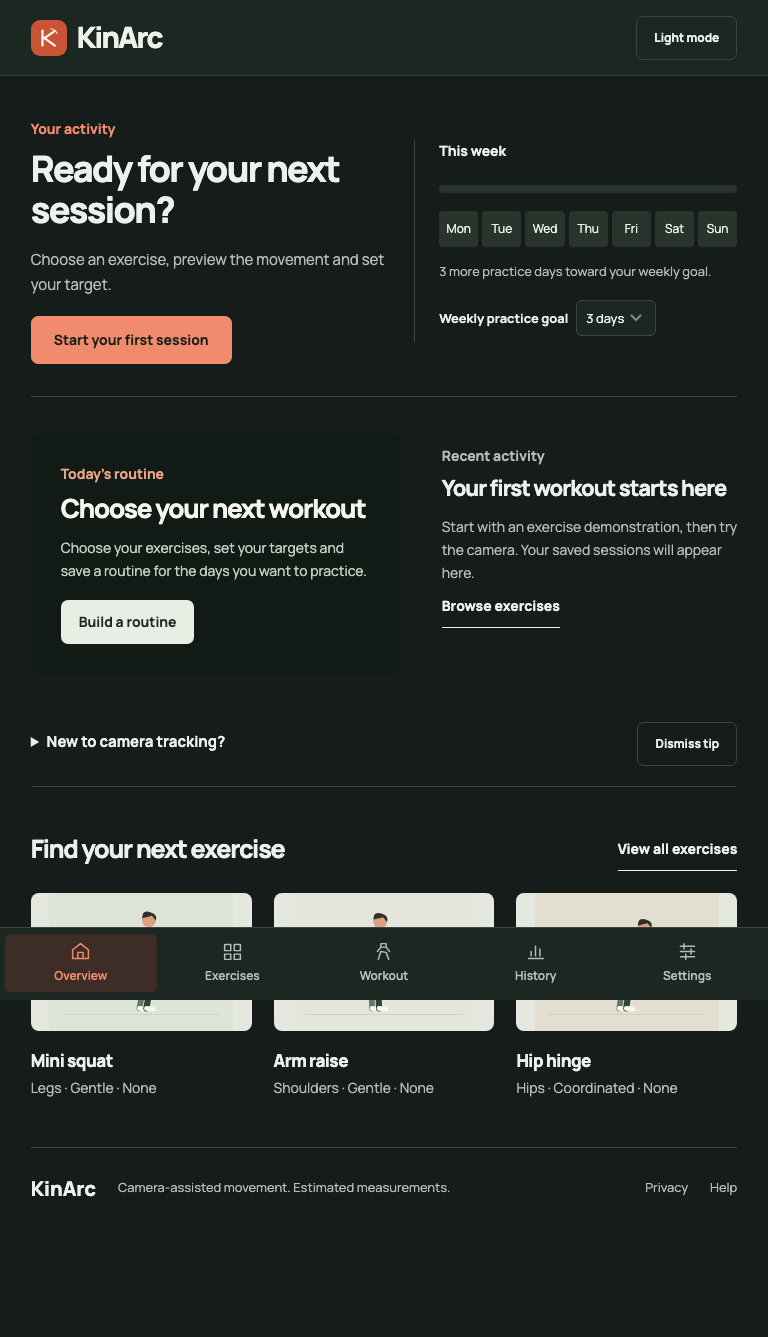 KinArc
Light mode
Your activity
Ready for your next
session?
Choose an exercise, preview the movement and set
your target.
Start your first session
This week
Mon Tue Wed Thu Fri Sat Sun
3 more practice days toward your weekly goal.
Weekly practice goal 3 days
Today's routine
Choose your next workout
Choose your exercises, set your targets and
save a routine for the days you want to practice.
Build a routine
Recent activity
Your first workout starts here
Start with an exercise demonstration, then try
the camera. Your saved sessions will appear
here.
Browse exercises
New to camera tracking?
Dismiss tip
Find your next exercise
View all exercises
Overview Exercises Workout History Settings
Mini squat
Legs · Gentle · None
Arm raise
Shoulders · Gentle · None
Hip hinge
Hips · Coordinated · None
KinArc Camera-assisted movement. Estimated measurements. Privacy Help